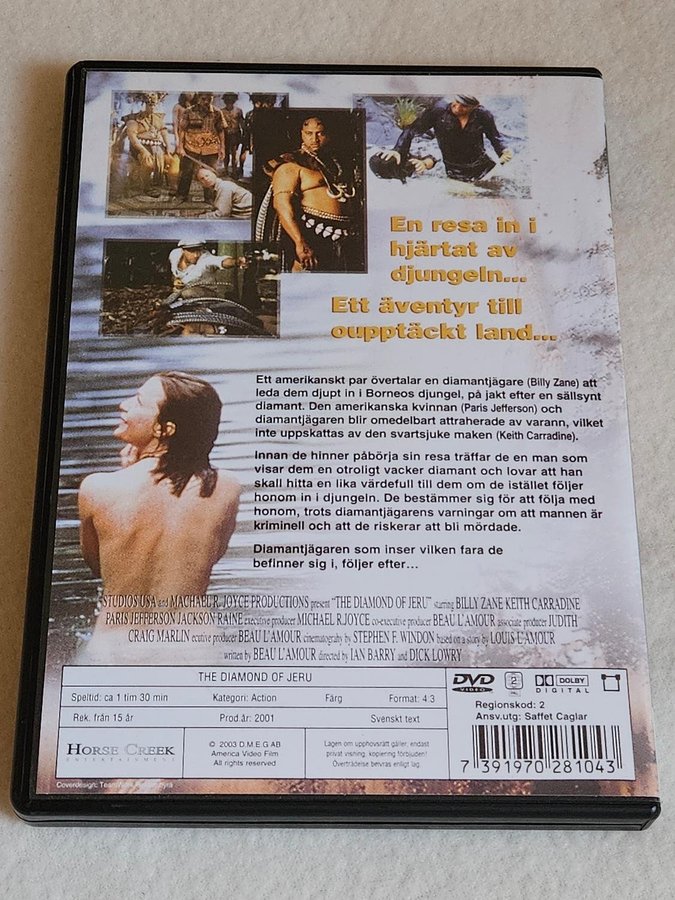 En resa in i
hjärtat av
djungeln...
Ett äventyr till
oupptäckt land...
Ett amerikanskt par övertalar en diamantjägare (Billy Zane) att
leda dem djupt in i Borneos djungel, på jakt efter en sällsynt
diamant. Den amerikanska kvinnan (Paris Jefferson) och
diamantjägaren blir omedelbart attraherade av varann, vilket
inte uppskattas av den svartsjuke maken (Keith Carradine).
Innan de hinner påbörja sin resa träffar de en man som
visar dem en otroligt vacker diamant och lovar att han
skall hitta en lika värdefull till dem om de istället följer
honom in i djungeln. De bestämmer sig för att följa med
honom, trots diamantjägarens varningar om att mannen är
kriminell och att de riskerar att bli mördade.
Diamantjägaren som inser vilken fara de
befinner sig i, följer efter...
STUDIOS USA and MACHAEL R. JOYCE PRODUCTIONS present "THE DIAMOND OF JERU" starring BILLY ZANE KEITH CARRADINE
PARIS JEFFERSON JACKSON RAINE executive producer MICHAEL R.JOYCE co-executive producer BEAU L'AMOUR associate producer JUDITH
CRAIG MARLIN ecutive producer BEAU L'AMOUR cinematograhy by STEPHEN F. WINDON based on a story by LOUIS L'AMOUR
written by BEAU L'AMOUR directed by IAN BARRY and DICK LOWRY
THE DIAMOND OF JERU
Speltid: ca 1 tim 30 min Kategori: Action Färg Format: 4:3
Rek. från 15 år Prod.år: 2001 Svenskt text
DVD VIDEO 2 DOLBY DIGITAL
Regionskod: 2
Ansv.utg: Saffet Caglar
HORSE CREEK
ENTERTAINMENT
© 2003 D.M.E.G AB
America Video Film
All rights reserved
Lagen om upphovsrätt gäller, endast
privat visning, kopiering förbjuden!
Överträdelse beivras enligt lag.
7 391970 281043
Coverdesign: